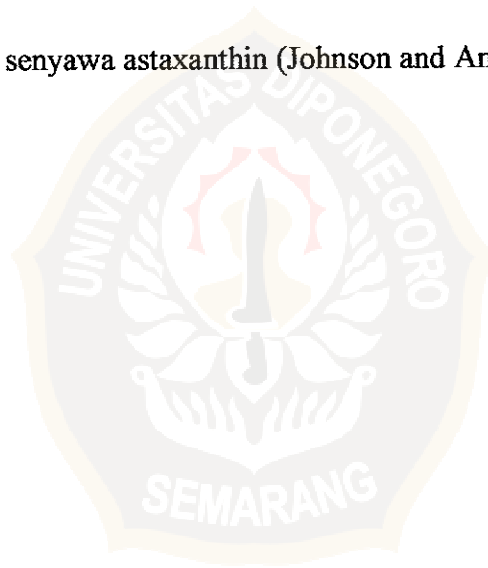 senyawa astaxanthin (Johnson and An
UNIVERSITAS DIPONEGORO
SEMARANG